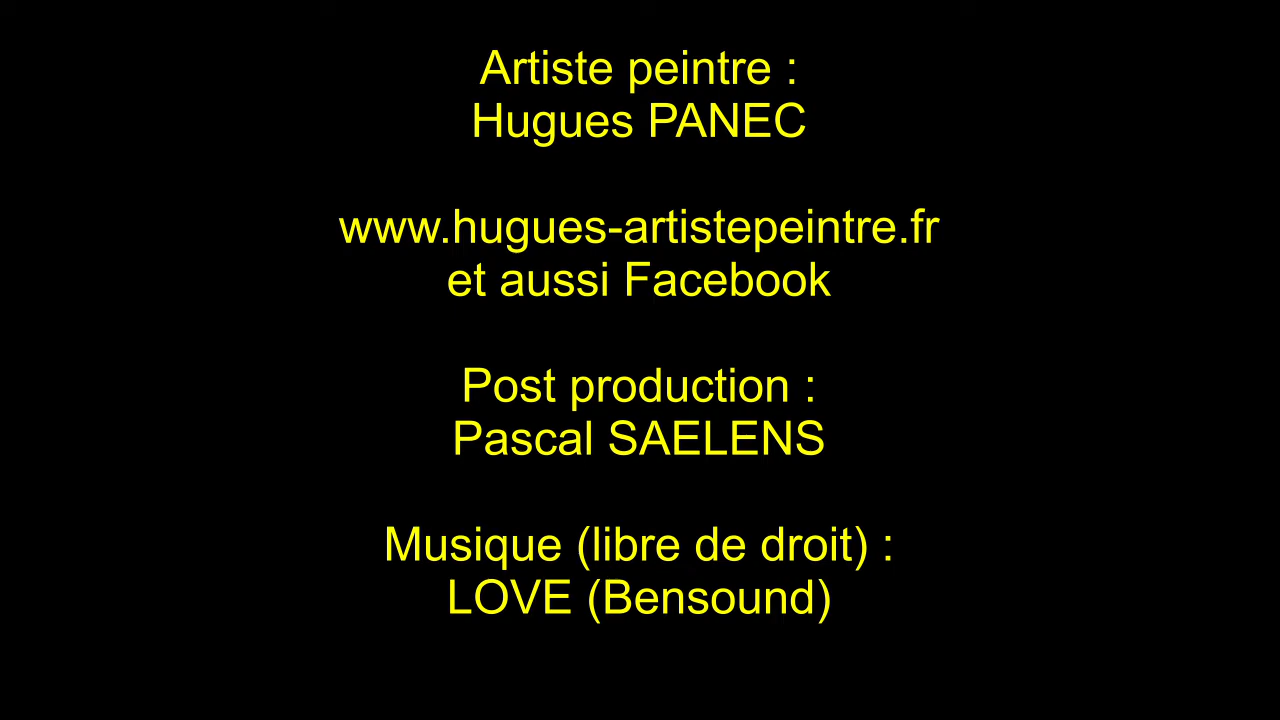 Artiste peintre :
Hugues PANEC
www.hugues-artistepeintre.fr
et aussi Facebook
Post production :
Pascal SAELENS
Musique (libre de droit) :
LOVE (Bensound)